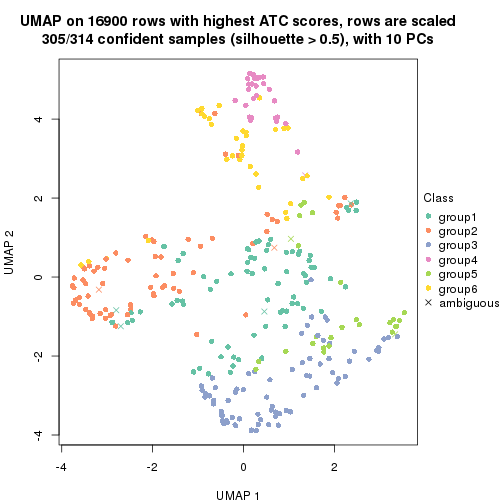 UMAP on 16900 rows with highest ATC scores, rows are scaled
305/314 confident samples (silhouette > 0.5), with 10 PCs
4
2
0
-2
-4
UMAP 2
-4
-2
0
2
UMAP 1
Class
group1
group2
group3
group4
group5
group6
ambiguous